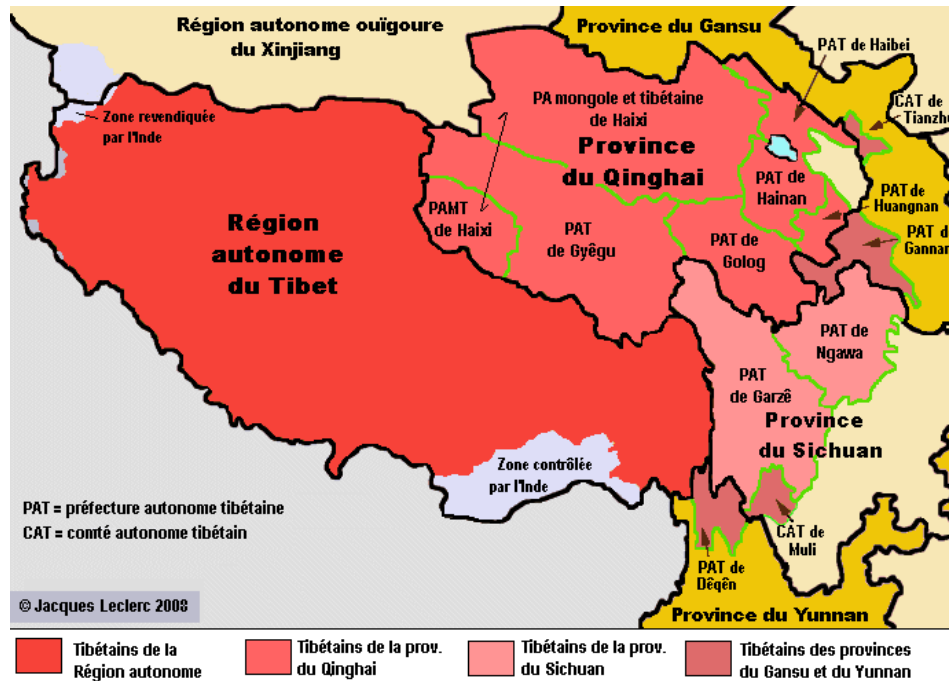 Région autonome ouïgoure
du Xinjiang
Province du Gansu
PAT de Haibei
CAT de
Zone revendiquée
par l'Inde
PA mongole et tibétaine
de Haixi
Province
du Qinghai
PAT de
Hainan
PAT de
Huangnan
PAMT
de Haixi
PAT
de Gyêgu
PAT de
Golog
Région
autonome
du Tibet
PAT de
Ngawa
PAT
de Garzê
Province
du Sichuan
Zone contrôlée
par l'Inde
PAT = préfecture autonome tibétaine
CAT = comté autonome tibétain
CAT de
Muli
PAT de
Dêqên
© Jacques Leclerc 2008
Province du Yunnan
Tibétains de la
Région autonome
Tibétains de la prov.
du Qinghai
Tibétains de la prov.
du Sichuan
Tibétains des provinces
du Gansu et du Yunnan